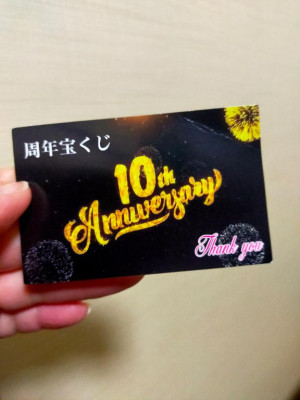 周年宝くじ
10th
Anniversary
Thank you